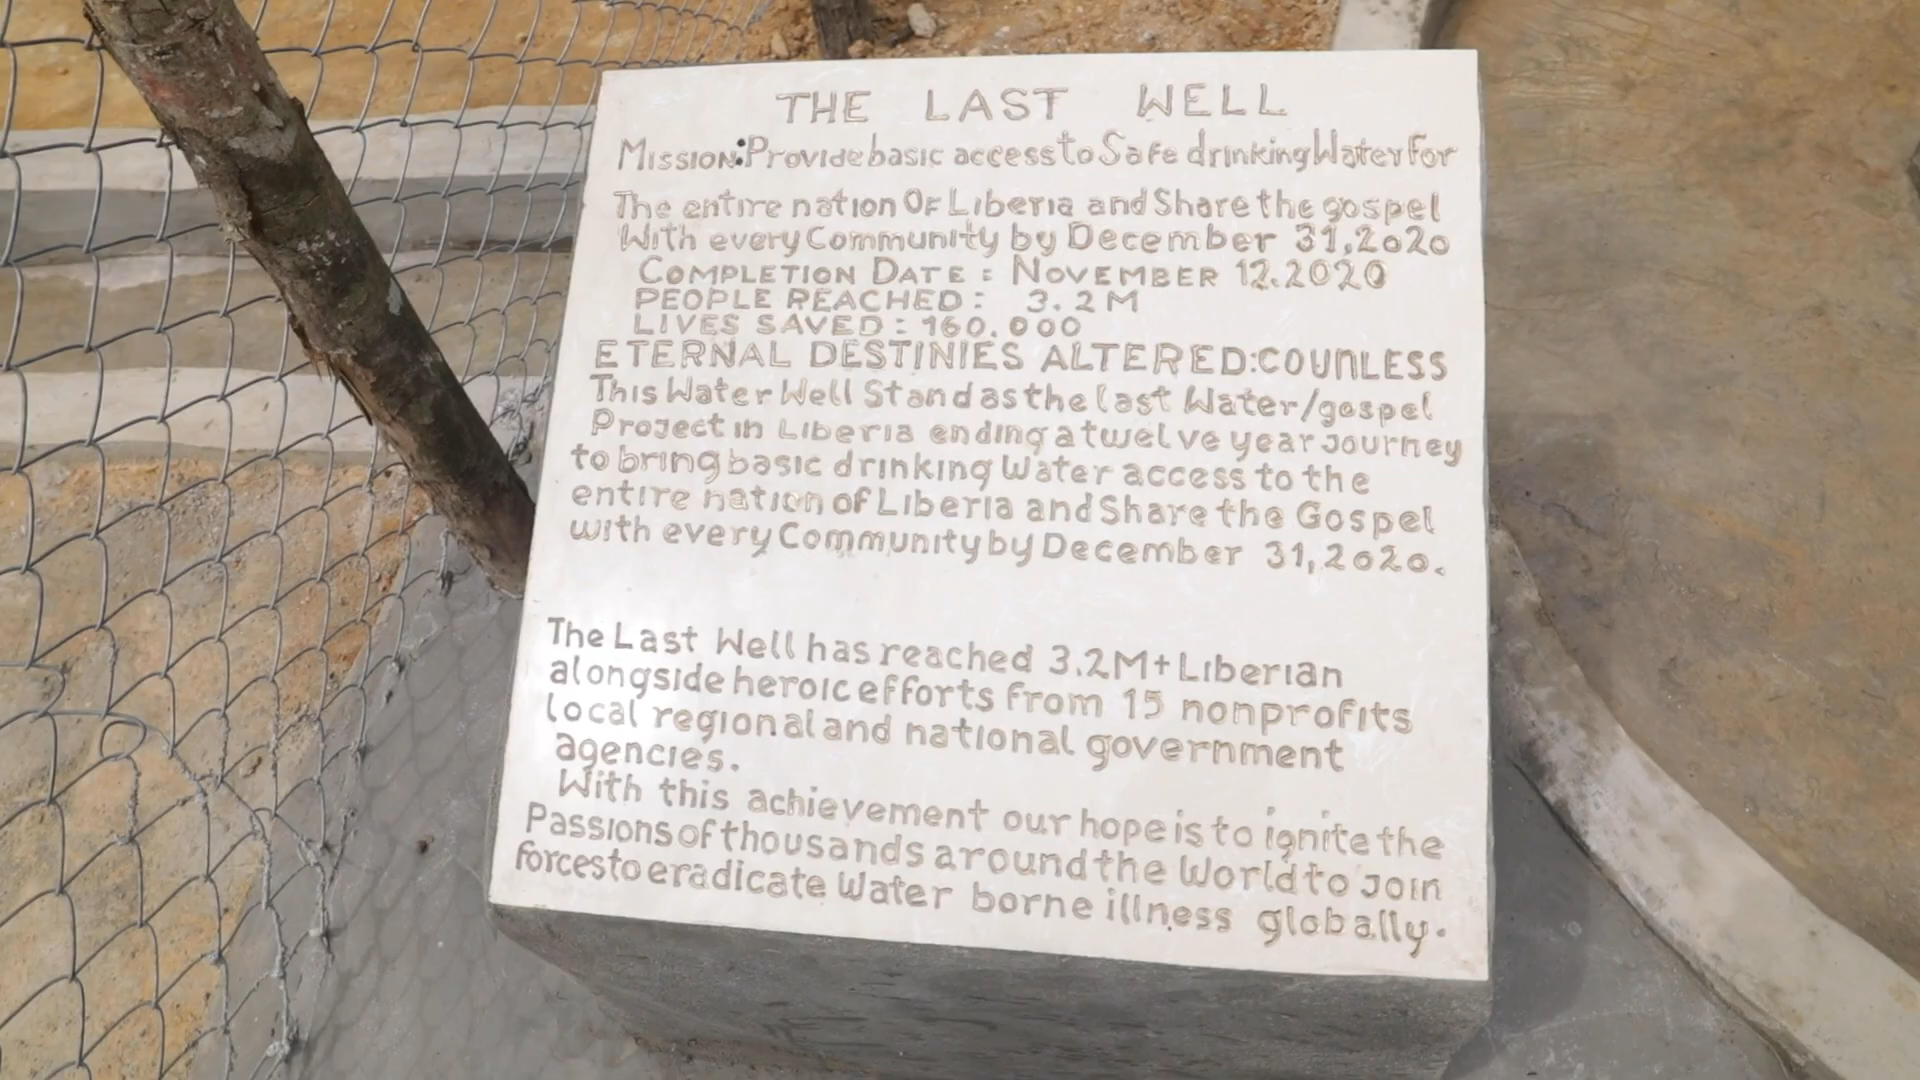 THE LAST WELL
MISSION: Provide basic access to Safe drinking Water for
The entire nation OF Liberia and Share the gospel
With every Community by December 31,2020
COMPLETION DATE : NOVEMBER 12.2020
PEOPLE REACHED : 3.2M
LIVES SAVED : 160.000
ETERNAL DESTINIES ALTERED:COUNLESS
This Water Well Stand as the last Water/gospel
Project in Liberia ending a twelve year Journey
to bring basic drinking Water access to the
entire nation of Liberia and Share the Gospel
with every Community by December 31,2020.
The Last Well has reached 3.2M+Liberian
alongside heroic efforts from 15 nonprofits
local regional and national government
agencies.
With this achievement our hope is to ignite the
Passions of thousands around the World to Join
forces to eradicate Water borne illness globally.